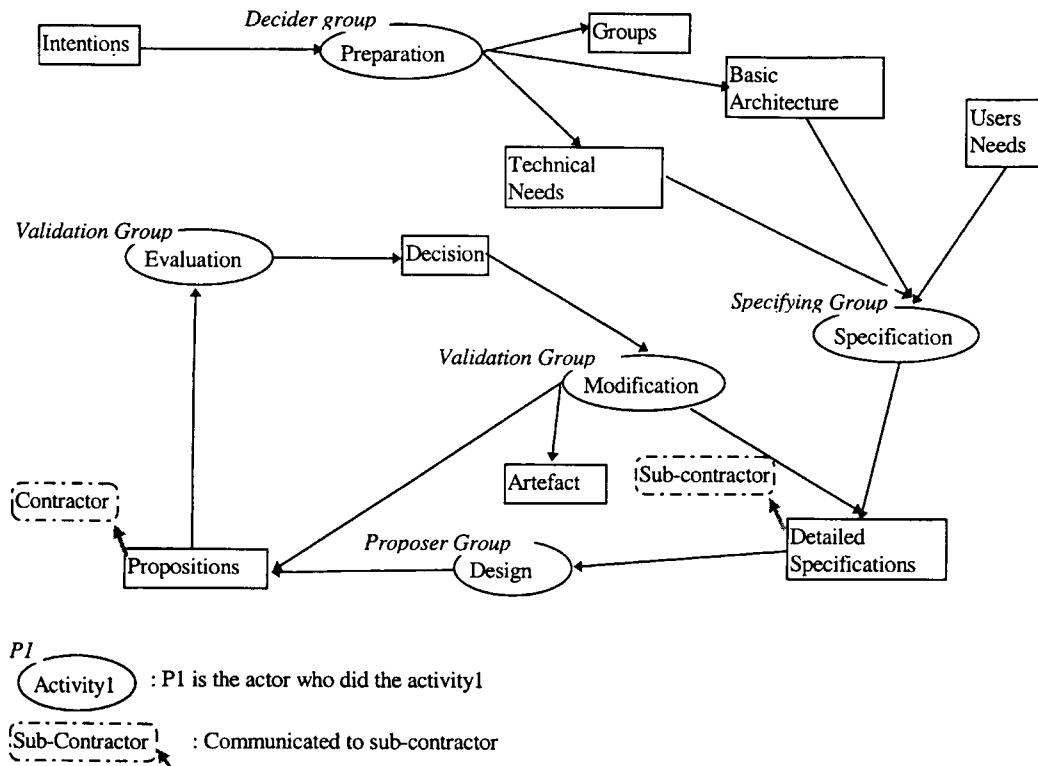 Decider group
Intentions
Preparation
Groups
Basic
Architecture
Users
Needs
Technical
Needs
Validation Group
Evaluation
Decision
Specifying Group
Specification
Validation Group
Modification
Artefact
Sub-contractor
Contractor
Propositions
Proposer Group
Design
Detailed
Specifications
P1
Activity1
: P1 is the actor who did the activity1
Sub-Contractor
: Communicated to sub-contractor